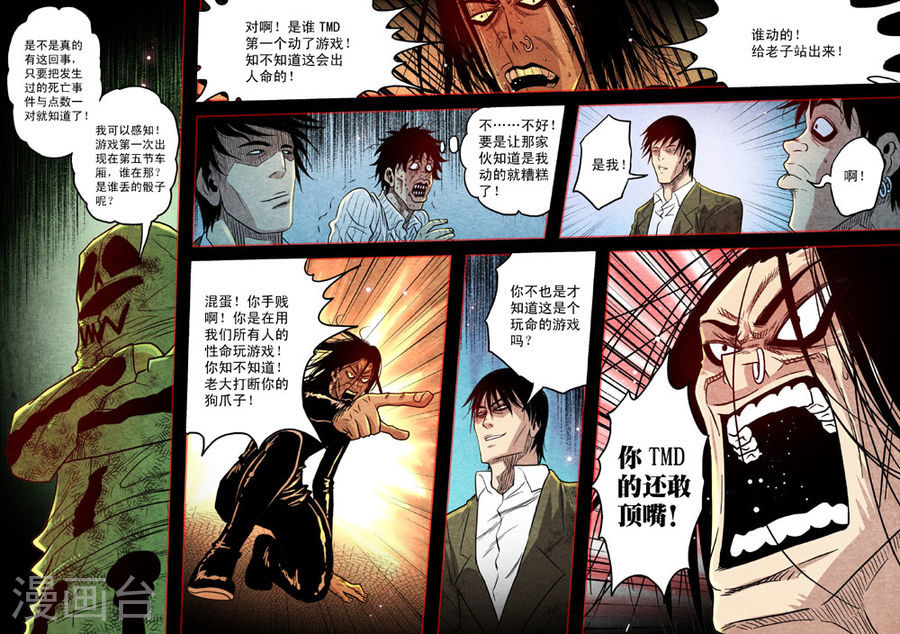 是不是真的
有这回事，
只要把发生
过的死亡事
件与点数一
对就知道了！
我可以感知！
游戏第一次出
现在第五节车
厢，谁在那？
是谁丢的骰子
呢？
对啊！是谁 TMD
第一个动了游戏！
知不知道这会出
人命的！
谁动的！
给老子站出来！
不……不好！
要是让那家
伙知道是我
动的就糟糕
了！
是我！
啊！
混蛋！你手贱
啊！你是在用
我们所有人的
性命玩游戏！
你知不知道！
老大打断你的
狗爪子！
你不也是才
知道这是个
玩命的游戏
吗？
你 TMD
的还敢
顶嘴！
漫画台